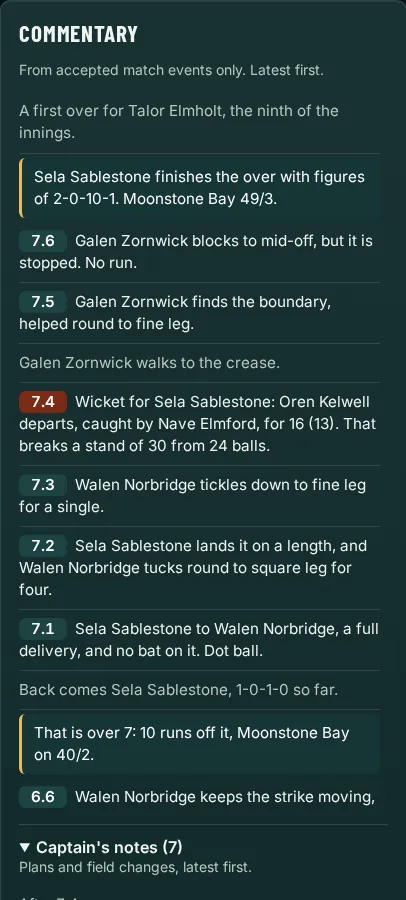 COMMENTARY
From accepted match events only. Latest first.
A first over for Talor Elmholt, the ninth of the
innings.
Sela Sablestone finishes the over with figures
of 2-0-10-1. Moonstone Bay 49/3.
7.6 Galen Zornwick blocks to mid-off, but it is
stopped. No run.
7.5 Galen Zornwick finds the boundary,
helped round to fine leg.
Galen Zornwick walks to the crease.
7.4 Wicket for Sela Sablestone: Oren Kelwell
departs, caught by Nave Elmford, for 16 (13). That
breaks a stand of 30 from 24 balls.
7.3 Walen Norbridge tickles down to fine leg
for a single.
7.2 Sela Sablestone lands it on a length, and
Walen Norbridge tucks round to square leg for
four.
7.1 Sela Sablestone to Walen Norbridge, a full
delivery, and no bat on it. Dot ball.
Back comes Sela Sablestone, 1-0-1-0 so far.
That is over 7: 10 runs off it, Moonstone Bay
on 40/2.
6.6 Walen Norbridge keeps the strike moving,
▼ Captain's notes (7)
Plans and field changes, latest first.